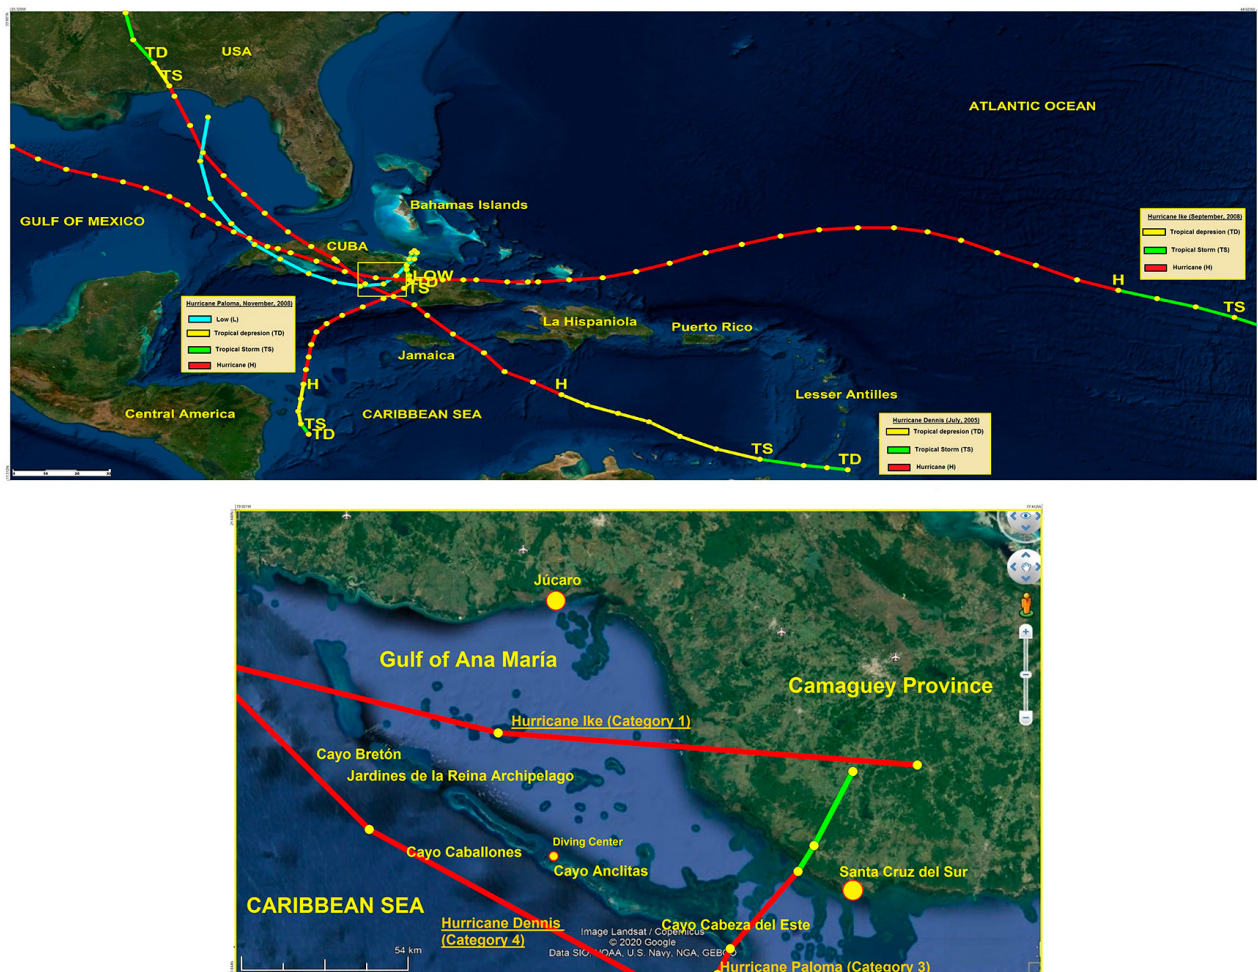 TD
USA
TS
ATLANTIC OCEAN
Bahamas Islands
GULF OF MEXICO
CUBA
Hurricane Ike (September, 2008)
Tropical depresion (TD)
Tropical Storm (TS)
Hurricane (H)
LOW
TD
TS
H
TS
Hurricane Paloma, November, 2008)
Low (L)
Tropical depresion (TD)
Tropical Storm (TS)
Hurricane (H)
La Hispaniola
Puerto Rico
Jamaica
H
H
Lesser Antilles
Central America
CARIBBEAN SEA
TS
TD
TS
TD
Hurricane Dennis (July, 2005)
Tropical depresion (TD)
Tropical Storm (TS)
Hurricane (H)
Júcaro
Gulf of Ana María
Camaguey Province
Hurricane Ike (Category 1)
Cayo Bretón
Jardines de la Reina Archipelago
Diving Center
Cayo Caballones
Cayo Anclitas
Santa Cruz del Sur
CARIBBEAN SEA
Hurricane Dennis
(Category 4)
Cayo Cabeza del Este
Image Landsat / Copernicus
© 2020 Google
Data SIO, NOAA, U.S. Navy, NGA, GEBCO
54 km
Hurricane Paloma (Category 3)